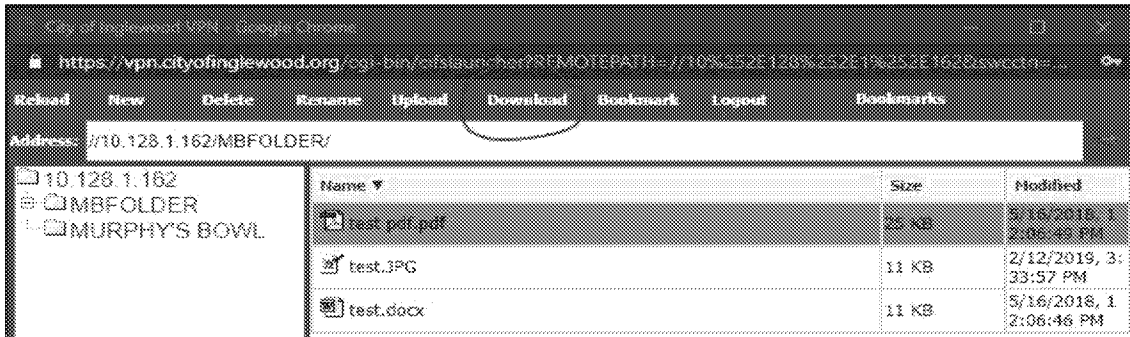 City of Inglewood VPN - Google Chrome
https://vpn.cityofinglewood.org/cgi-bin/cifslauncher?REMOTEPATH=//10%252E128%252E1%252E162&swcctn=...
Reload New Delete Rename Upload Download Bookmark Logout Bookmarks
Address: //10.128.1.162/MBFOLDER/
10.128.1.162
MBFOLDER
MURPHY'S BOWL
Name Size Modified
test pdf.pdf 25 KB 5/16/2018, 1
2:06:49 PM
test.JPG 11 KB 2/12/2019, 3:
33:57 PM
test.docx 11 KB 5/16/2018, 1
2:06:46 PM